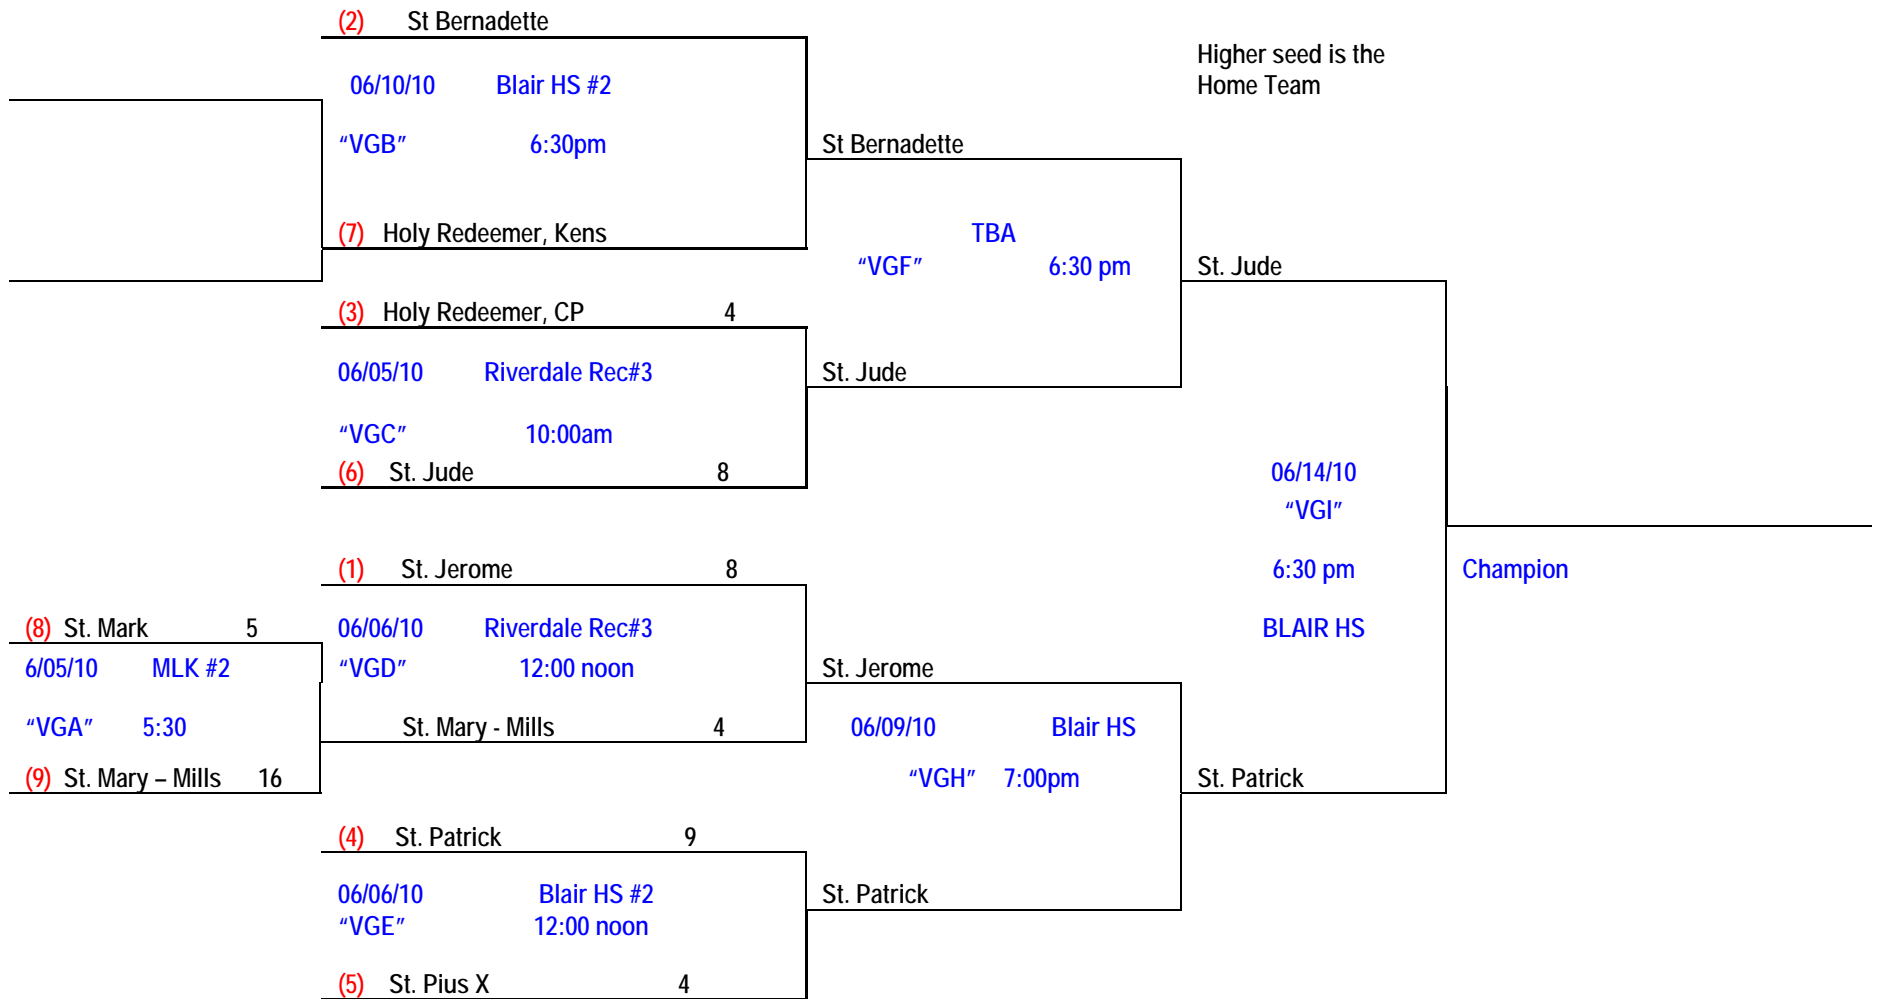 (2) St Bernadette
Higher seed is the
Home Team
06/10/10 Blair HS #2
“VGB” 6:30pm
St Bernadette
(7) Holy Redeemer, Kens
TBA
“VGF” 6:30 pm
St. Jude
(3) Holy Redeemer, CP 4
06/05/10 Riverdale Rec#3
St. Jude
“VGC” 10:00am
(6) St. Jude 8
06/14/10
“VGI”
(1) St. Jerome 8
6:30 pm
Champion
(8) St. Mark 5
06/06/10 Riverdale Rec#3
BLAIR HS
6/05/10 MLK #2
“VGD” 12:00 noon
St. Jerome
“VGA” 5:30
St. Mary - Mills 4
06/09/10 Blair HS
(9) St. Mary – Mills 16
“VGH” 7:00pm
St. Patrick
(4) St. Patrick 9
06/06/10 Blair HS #2
St. Patrick
“VGE” 12:00 noon
(5) St. Pius X 4